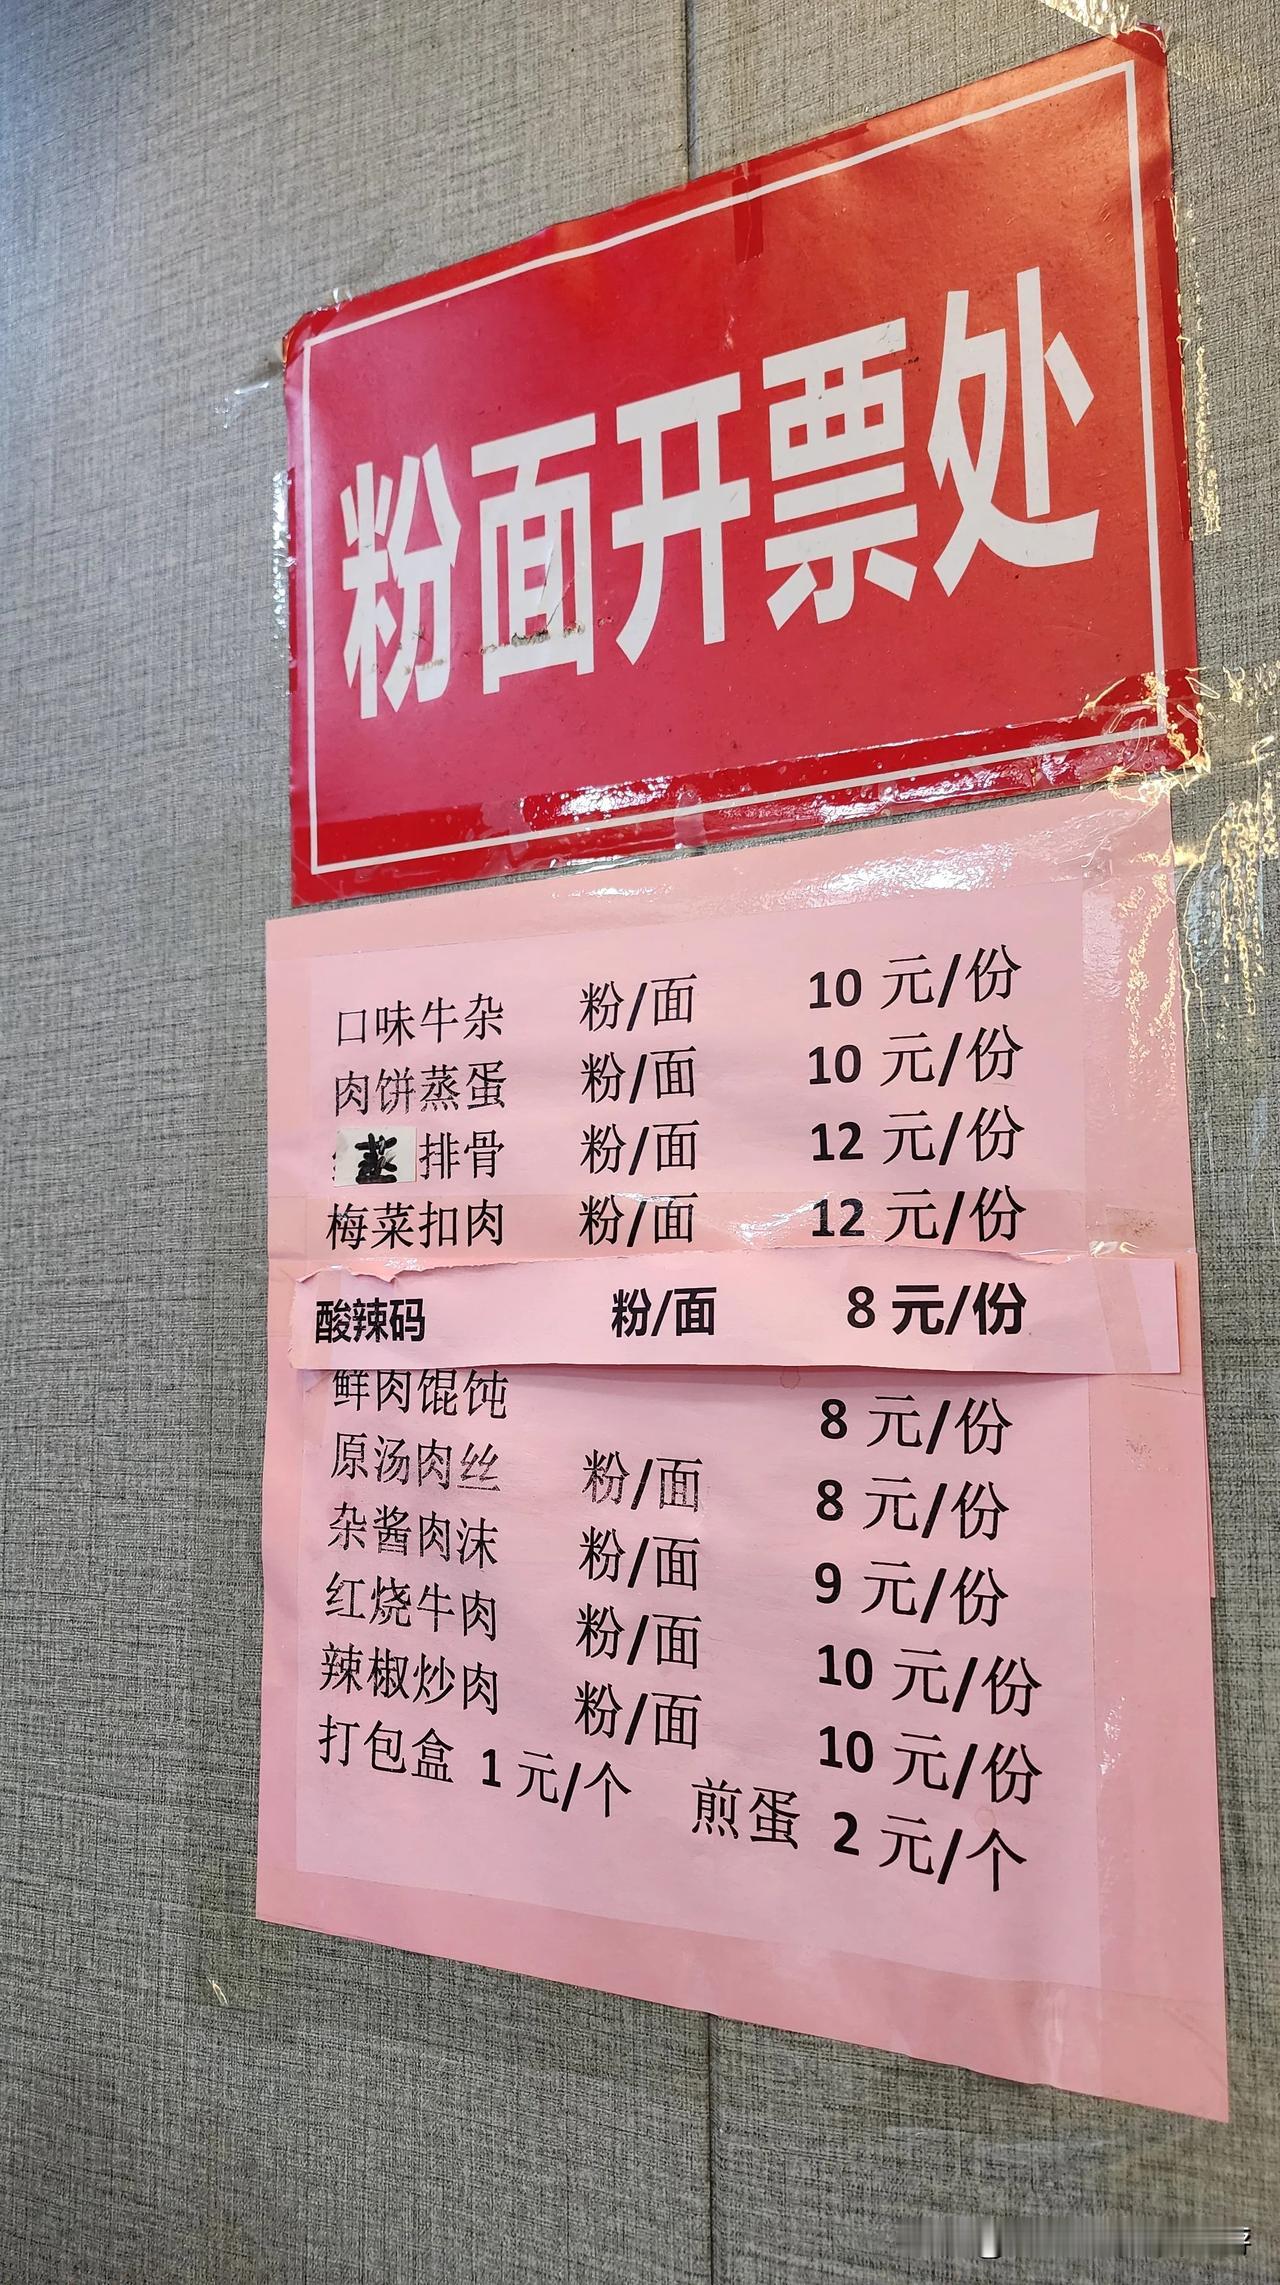 粉面开票处
口味牛杂 粉/面 10 元/份
肉饼蒸蛋 粉/面 10 元/份
蒸排骨 粉/面 12 元/份
梅菜扣肉 粉/面 12 元/份
酸辣码 粉/面 8 元/份
鲜肉馄饨 8 元/份
原汤肉丝 粉/面 8 元/份
杂酱肉沫 粉/面 9 元/份
红烧牛肉 粉/面 10 元/份
辣椒炒肉 粉/面 10 元/份
打包盒 1 元/个 煎蛋 2 元/个